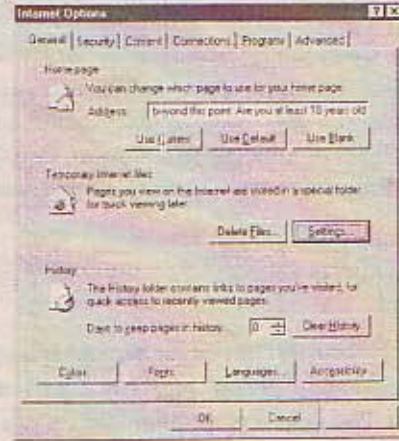 Internet Options
General Security Content Connections Programs Advanced
Home page
You can change which page to use for your home page.
Address: beyond this point. Are you at least 18 years old
Use Current Use Default Use Blank
Temporary Internet files
Pages you view on the Internet are stored in a special folder
for quick viewing later.
Delete Files... Settings...
History
The History folder contains links to pages you've visited, for
quick access to recently viewed pages.
Days to keep pages in history: 0 Clear History
Colors... Fonts... Languages... Accessibility...
OK Cancel